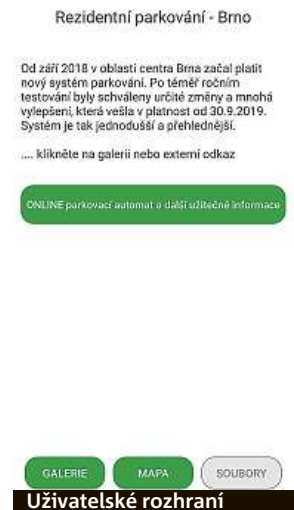 Rezidentní parkování - Brno
Od září 2018 v oblasti centra Brna začal platit
nový systém parkování. Po téměř ročním
testování byly schváleny určité změny a mnohá
vylepšení, která vešla v platnost od 30.9.2019.
Systém je tak jednodušší a přehlednější.
.... klikněte na galerii nebo externí odkaz
ONLINE parkovací automat a další užitečné informace
GALERIE MAPA SOUBORY
Uživatelské rozhraní